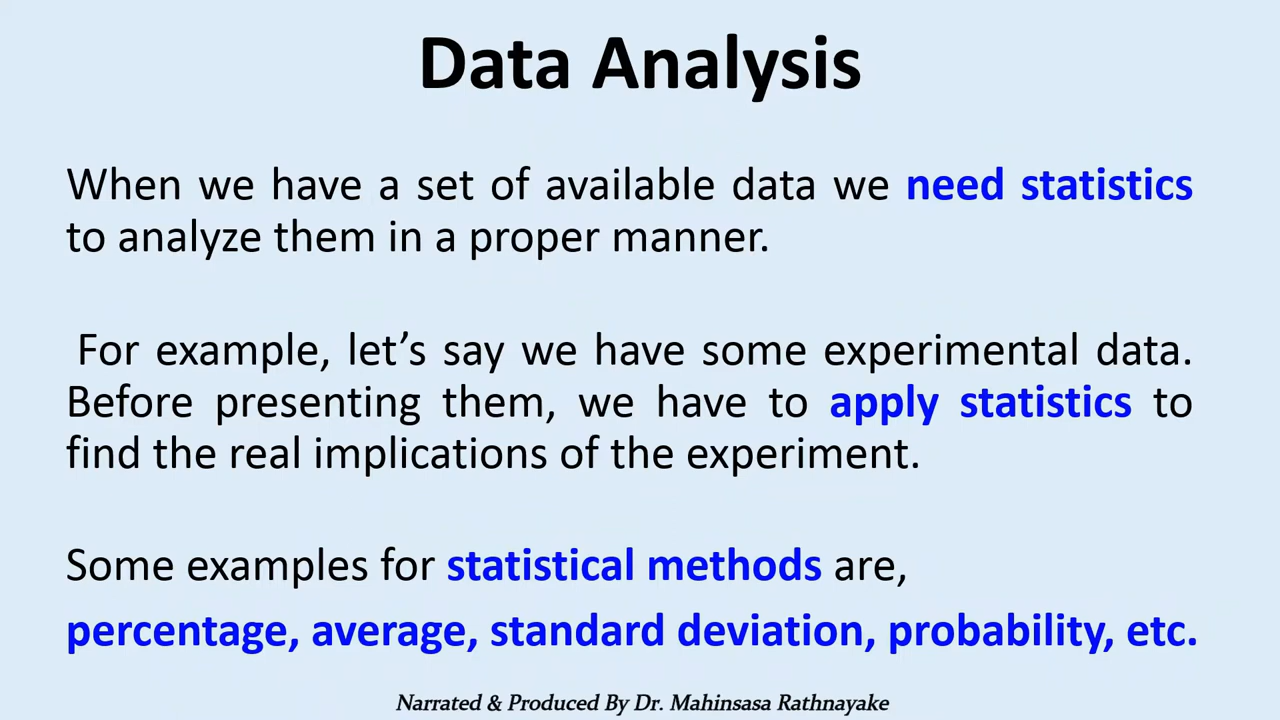 Data Analysis
When we have a set of available data we need statistics
to analyze them in a proper manner.
For example, let’s say we have some experimental data.
Before presenting them, we have to apply statistics to
find the real implications of the experiment.
Some examples for statistical methods are,
percentage, average, standard deviation, probability, etc.
Narrated & Produced By Dr. Mahinsasa Rathnayake